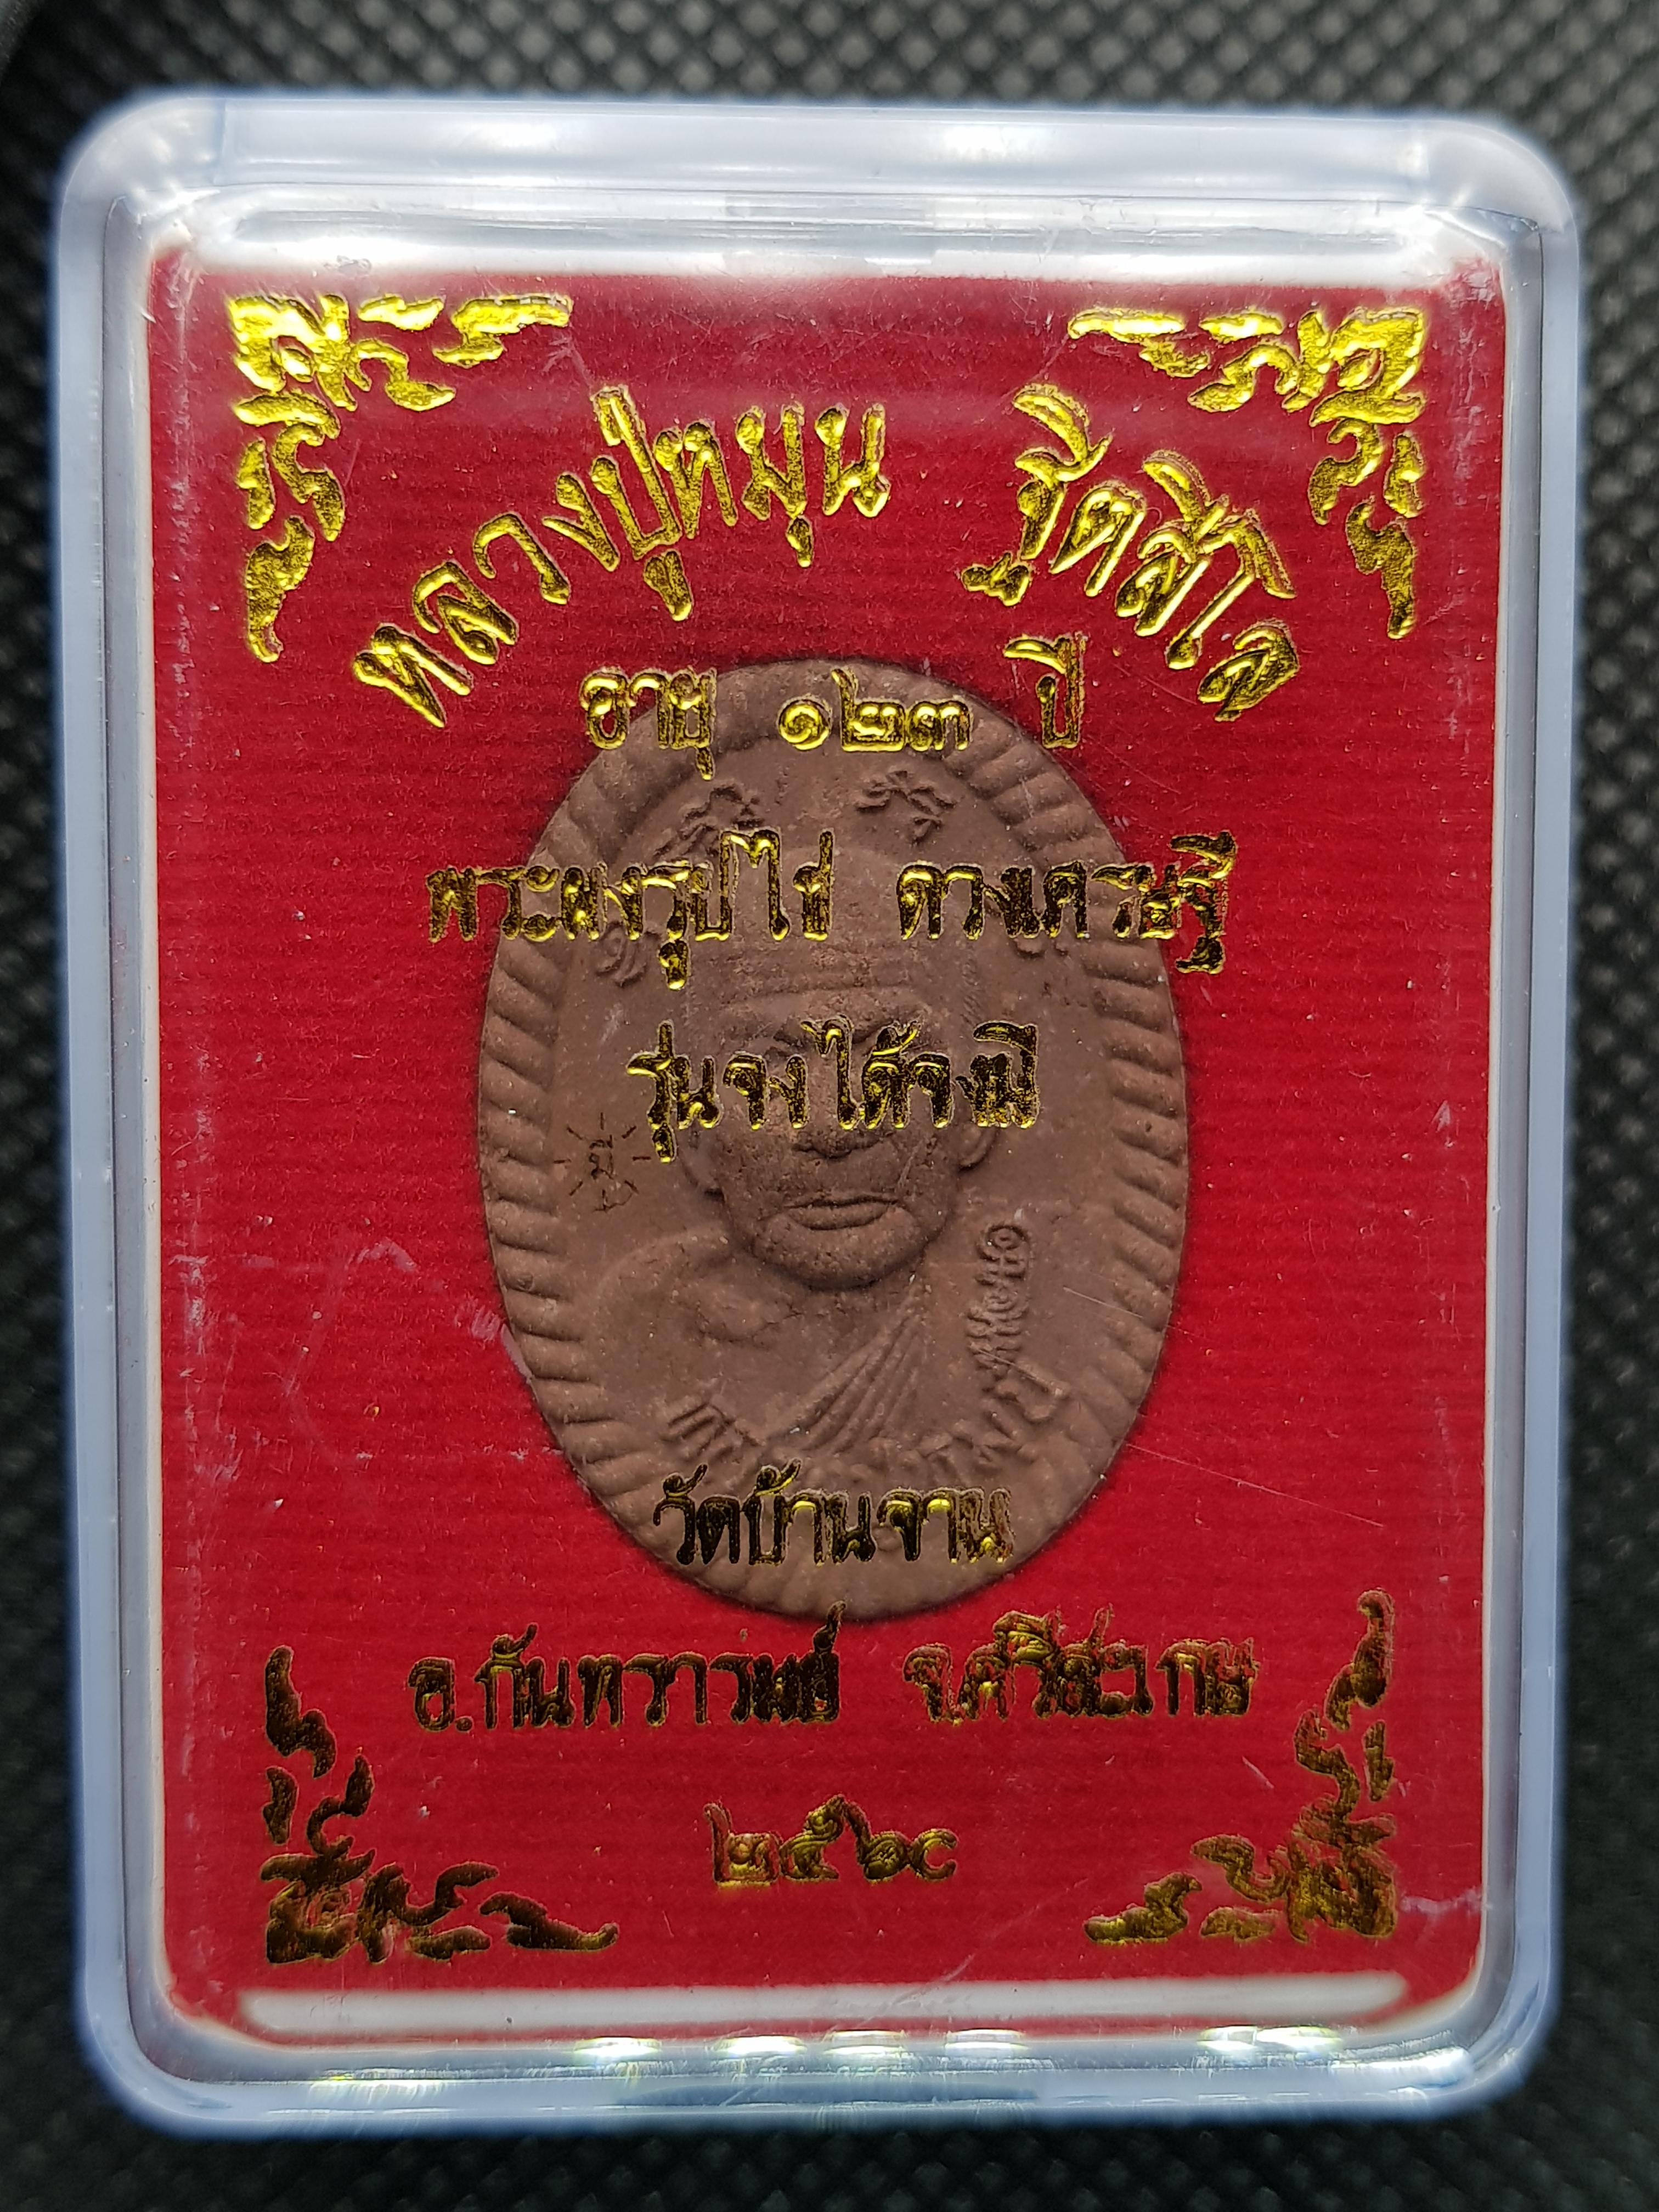 หลวงปู่หมุน ฐิตสีโล
อายุ ๑๒๓ ปี
พระผงรูปไข่ ดวงเศรษฐี
รุ่นจงได้จงมี
วัดบ้านจาน
อ.กันทรารมย์ จ.ศรีสะเกษ
๒๕๖๐